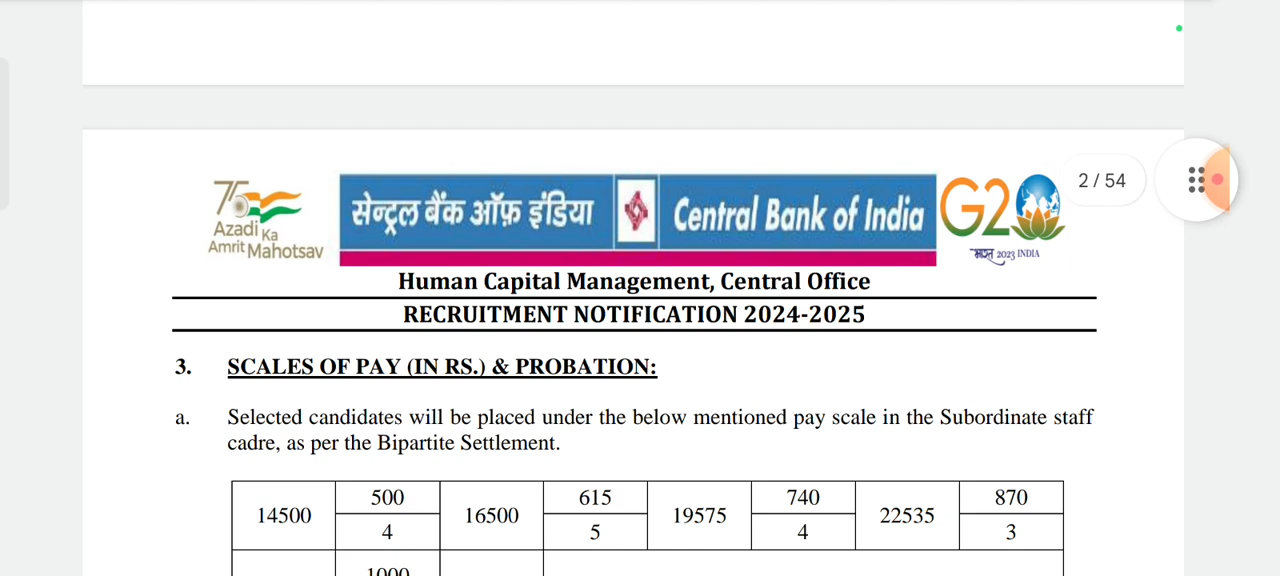 75
Azadi Ka
Amrit Mahotsav
सेन्ट्रल बैंक ऑफ़ इंडिया
Central Bank of India
G20
भारत 2023 INDIA
2 / 54
Human Capital Management, Central Office
RECRUITMENT NOTIFICATION 2024-2025
3. SCALES OF PAY (IN RS.) & PROBATION:
a. Selected candidates will be placed under the below mentioned pay scale in the Subordinate staff
cadre, as per the Bipartite Settlement.
14500 500 16500 615 19575 740 22535 870
4 5 4 3
1000